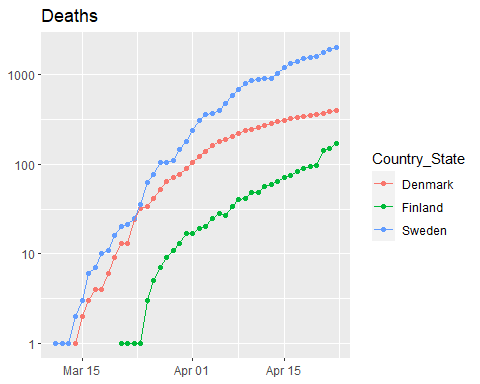 Deaths
1000
100
10
1
Mar 15
Apr 01
Apr 15
Country_State
Denmark
Finland
Sweden